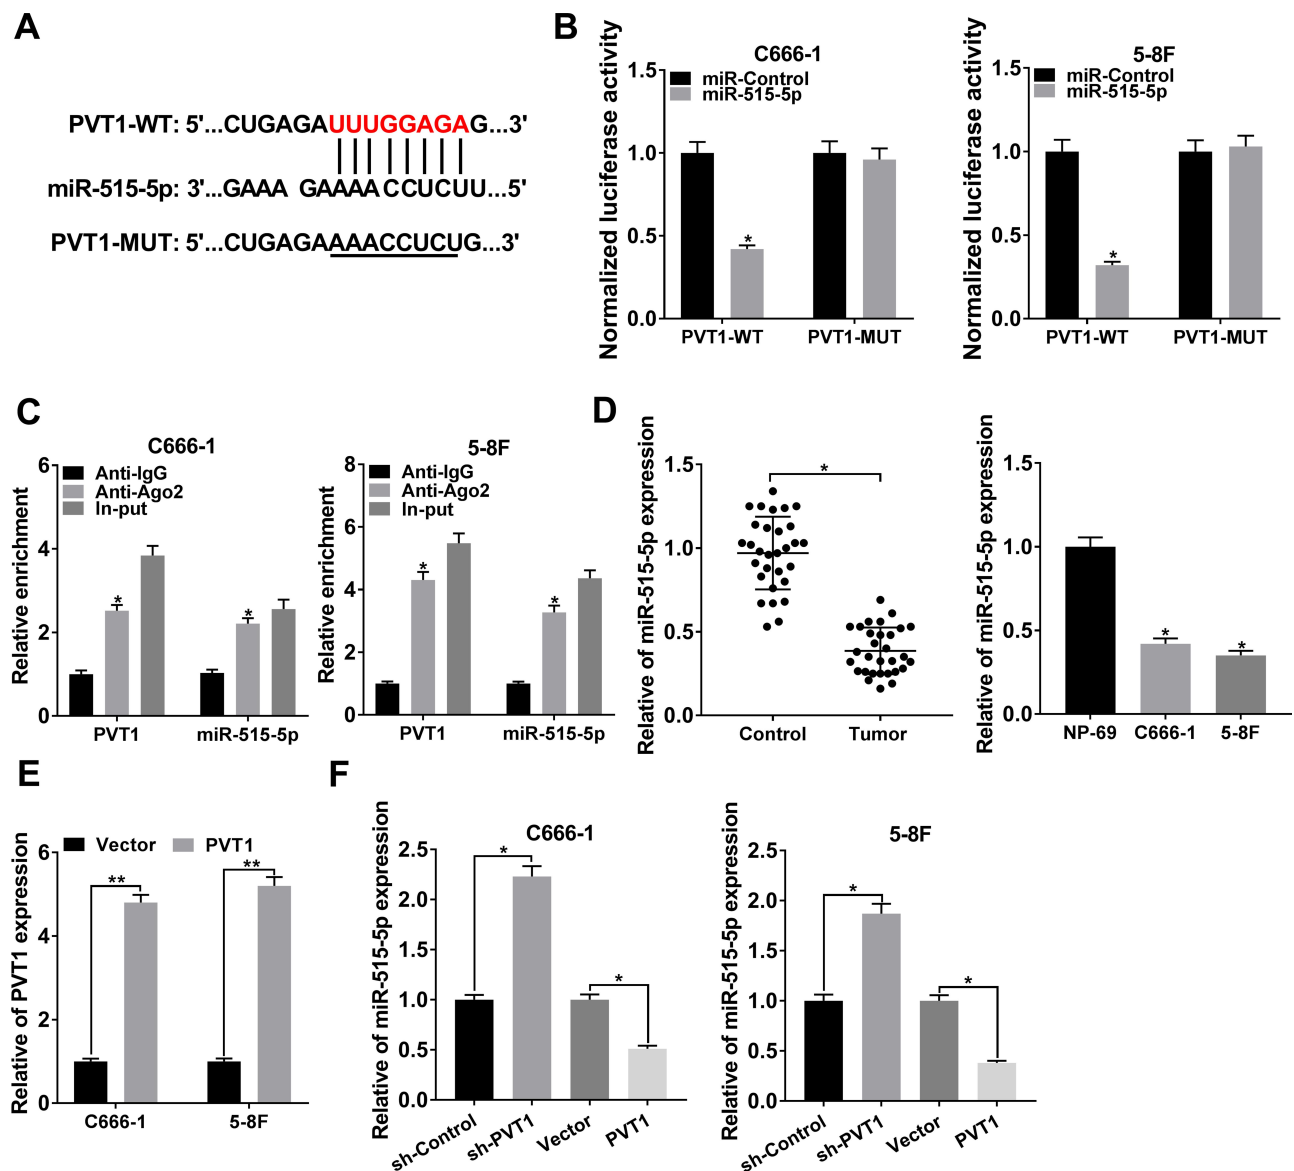 A
PVT1-WT: 5'...CUGAGAUUUGGAGAG...3'
miR-515-5p: 3'...GAAA GAAAACCUCUUU...5'
PVT1-MUT: 5'...CUGAGAAAACCUCUG...3'
B
C666-1
miR-Control
miR-515-5p
Normalized luciferase activity
1.5
1.0
0.5
0.0
*
PVT1-WT
PVT1-MUT
5-8F
miR-Control
miR-515-5p
Normalized luciferase activity
1.5
1.0
0.5
0.0
*
PVT1-WT
PVT1-MUT
C
C666-1
Anti-IgG
Anti-Ago2
In-put
Relative enrichment
6
4
2
0
*
*
PVT1
miR-515-5p
5-8F
Anti-IgG
Anti-Ago2
In-put
Relative enrichment
8
6
4
2
0
*
*
PVT1
miR-515-5p
D
Relative of miR-515-5p expression
1.5
1.0
0.5
0.0
*
Control
Tumor
Relative of miR-515-5p expression
1.5
1.0
0.5
0.0
*
*
NP-69
C666-1
5-8F
E
Vector
PVT1
Relative of PVT1 expression
6
4
2
0
**
**
C666-1
5-8F
F
C666-1
Relative of miR-515-5p expression
2.5
2.0
1.5
1.0
0.5
0.0
*
*
sh-Control
sh-PVT1
Vector
PVT1
5-8F
Relative of miR-515-5p expression
2.5
2.0
1.5
1.0
0.5
0.0
*
*
sh-Control
sh-PVT1
Vector
PVT1